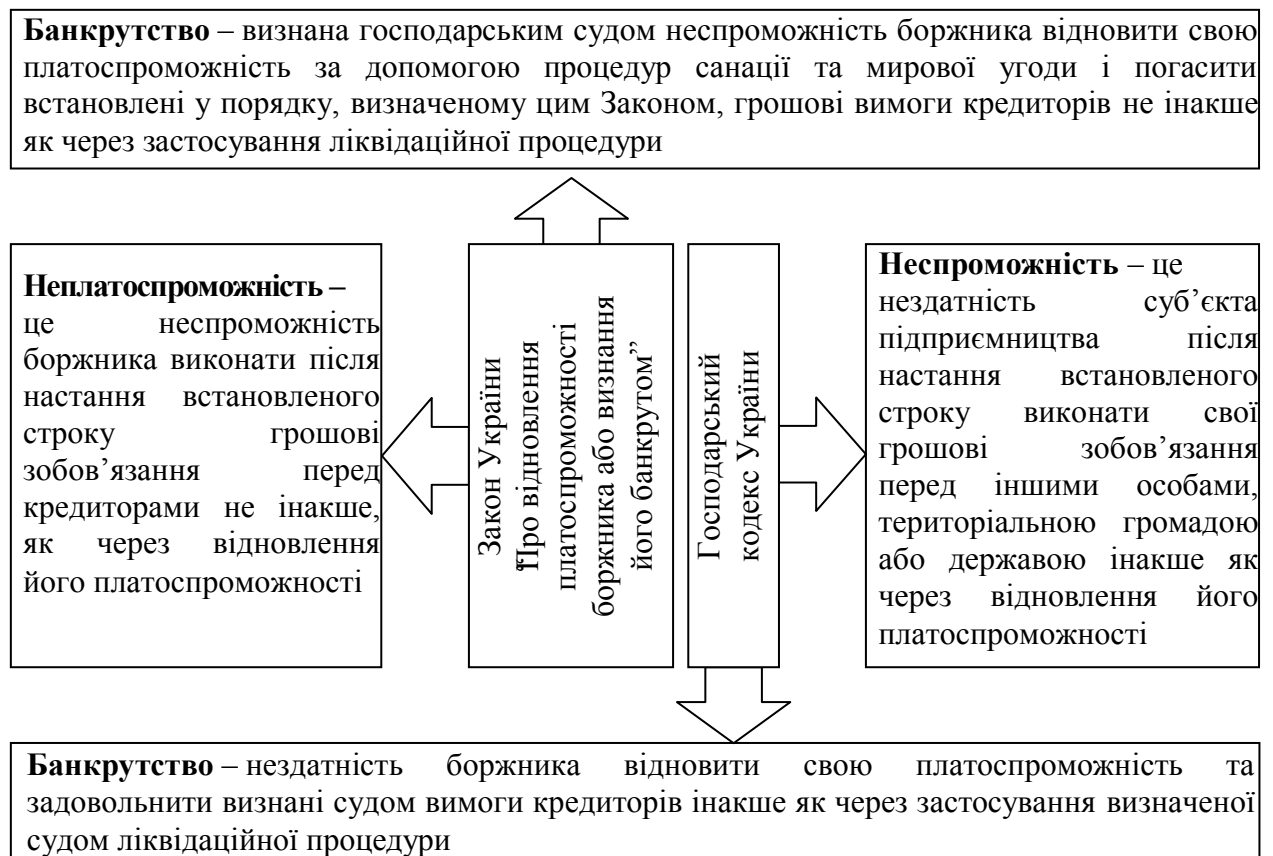 Банкрутство – визнана господарським судом неспроможність боржника відновити свою
платоспроможність за допомогою процедур санації та мирової угоди і погасити
встановлені у порядку, визначеному цим Законом, грошові вимоги кредиторів не інакше
як через застосування ліквідаційної процедури
Неплатоспроможність –
це неспроможність
боржника виконати після
настання встановленого
строку грошові
зобов’язання перед
кредиторами не інакше,
як через відновлення
його платоспроможності
Закон України
“Про відновлення
платоспроможності
боржника або визнання
його банкрутом”
Господарський
кодекс України
Неспроможність – це
нездатність суб’єкта
підприємництва після
настання встановленого
строку виконати свої
грошові зобов’язання
перед іншими особами,
територіальною громадою
або державою інакше як
через відновлення його
платоспроможності
Банкрутство – нездатність боржника відновити свою платоспроможність та
задовольнити визнані судом вимоги кредиторів інакше як через застосування визначеної
судом ліквідаційної процедури